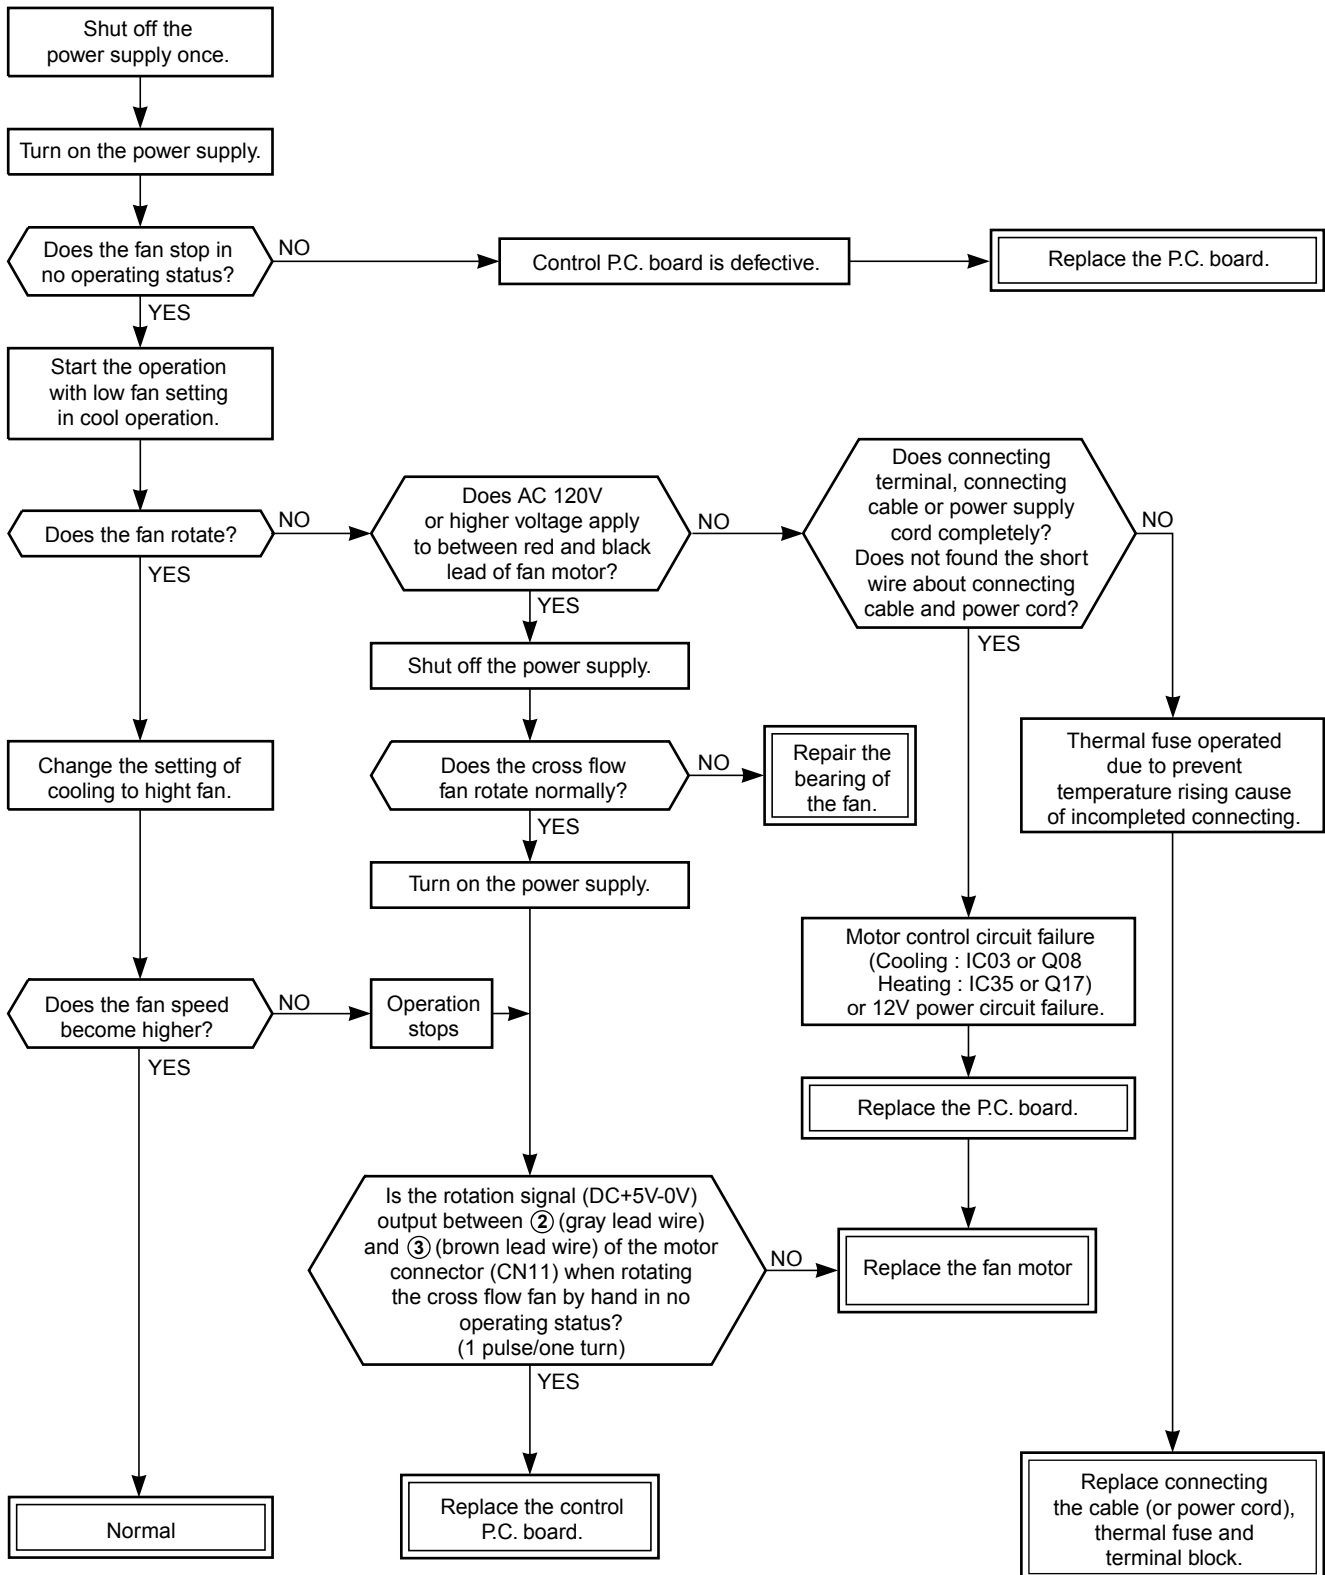 Shut off the
power supply once.
Turn on the power supply.
Does the fan stop in
no operating status?
NO
Control P.C. board is defective.
Replace the P.C. board.
YES
Start the operation
with low fan setting
in cool operation.
Does the fan rotate?
NO
Does AC 120V
or higher voltage apply
to between red and black
lead of fan motor?
NO
Does connecting
terminal, connecting
cable or power supply
cord completely?
Does not found the short
wire about connecting
cable and power cord?
NO
YES
YES
YES
Shut off the power supply.
Change the setting of
cooling to hight fan.
Does the cross flow
fan rotate normally?
NO
Repair the
bearing of
the fan.
Thermal fuse operated
due to prevent
temperature rising cause
of incompleted connecting.
YES
Turn on the power supply.
Motor control circuit failure
(Cooling : IC03 or Q08
Heating : IC35 or Q17)
or 12V power circuit failure.
Does the fan speed
become higher?
NO
Operation
stops
YES
Replace the P.C. board.
Is the rotation signal (DC+5V-0V)
output between ② (gray lead wire)
and ③ (brown lead wire) of the motor
connector (CN11) when rotating
the cross flow fan by hand in no
operating status?
(1 pulse/one turn)
NO
Replace the fan motor
YES
Normal
Replace the control
P.C. board.
Replace connecting
the cable (or power cord),
thermal fuse and
terminal block.